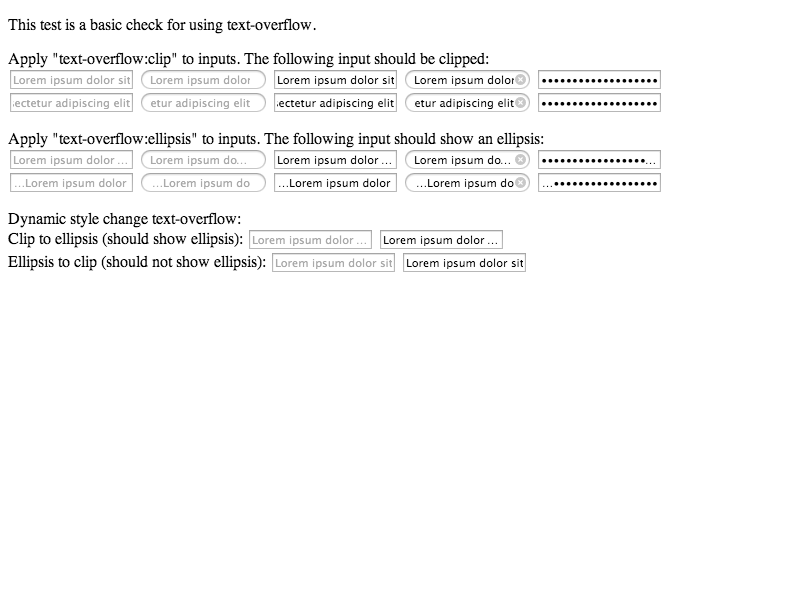 This test is a basic check for using text-overflow.
Apply "text-overflow:clip" to inputs. The following input should be clipped:
Lorem ipsum dolor sit Lorem ipsum dolor Lorem ipsum dolor sit Lorem ipsum dolor •••••••••••••••••••
ectetur adipiscing elit etur adipiscing elit ectetur adipiscing elit etur adipiscing elit •••••••••••••••••••
Apply "text-overflow:ellipsis" to inputs. The following input should show an ellipsis:
Lorem ipsum dolor ... Lorem ipsum do... Lorem ipsum dolor ... Lorem ipsum do... •••••••••••••••••...
...Lorem ipsum dolor ...Lorem ipsum do ...Lorem ipsum dolor ...Lorem ipsum do ...•••••••••••••••••
Dynamic style change text-overflow:
Clip to ellipsis (should show ellipsis): Lorem ipsum dolor ... Lorem ipsum dolor ...
Ellipsis to clip (should not show ellipsis): Lorem ipsum dolor sit Lorem ipsum dolor sit